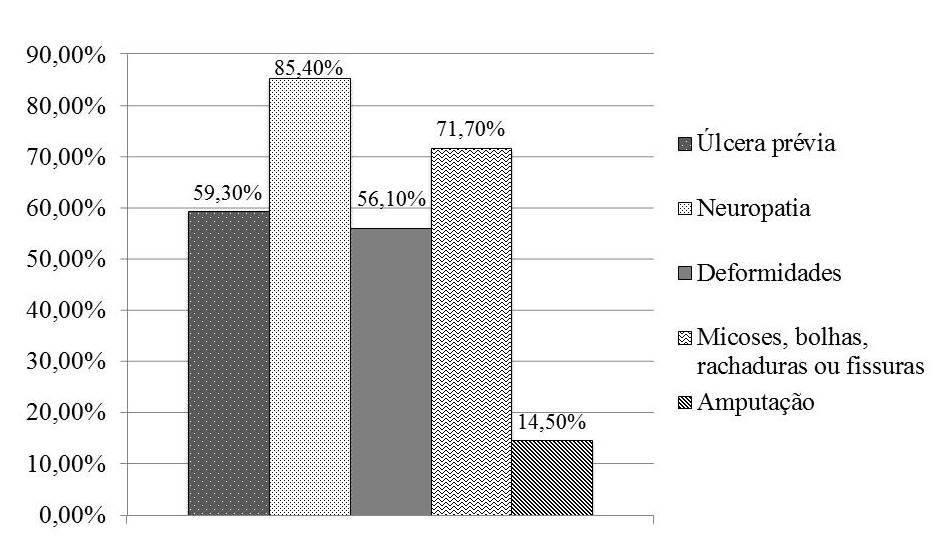 90,00%
80,00%
70,00%
60,00%
50,00%
40,00%
30,00%
20,00%
10,00%
0,00%
59,30%
85,40%
56,10%
71,70%
14,50%
Úlcera prévia
Neuropatia
Deformidades
Micoses, bolhas,
rachaduras ou fissuras
Amputação